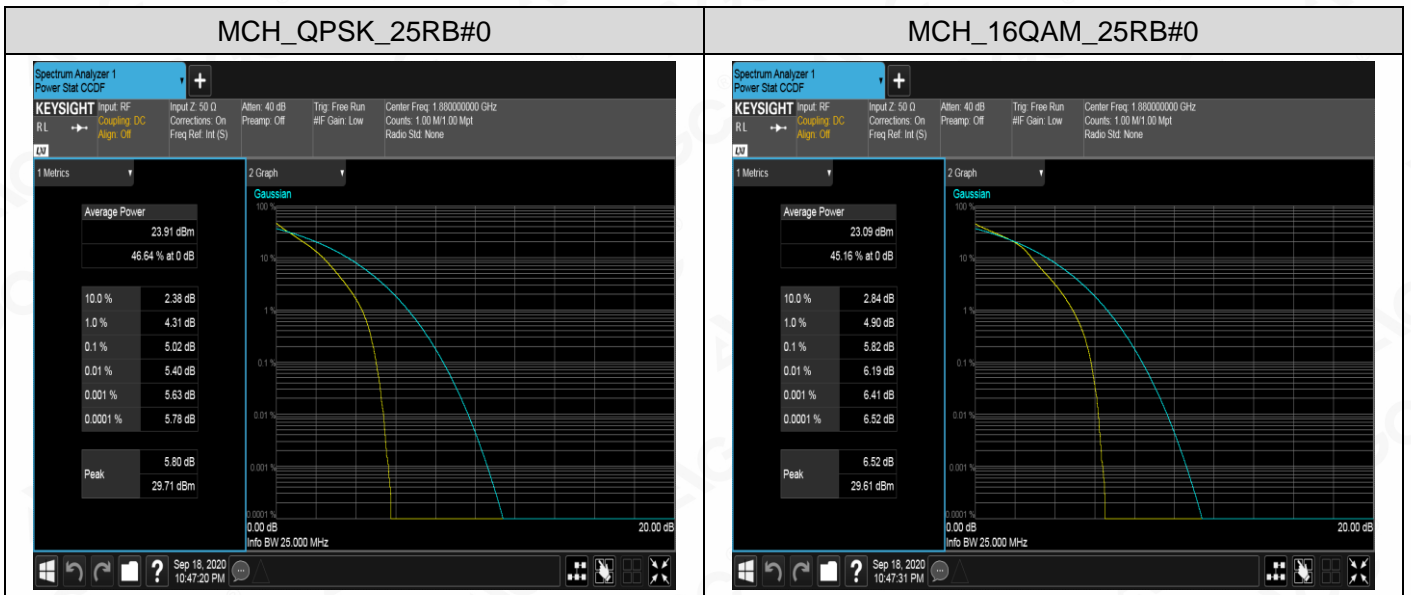 MCH_QPSK_25RB#0
Spectrum Analyzer 1
Power Stat CCDF
+
KEYSIGHT
Input: RF
Coupling: DC
Align: Off
Input Z: 50 Ω
Corrections: On
Freq Ref: Int (S)
Atten: 40 dB
Preamp: Off
Trig: Free Run
#IF Gain: Low
Center Freq: 1.880000000 GHz
Counts: 1.00 M/1.00 Mpt
Radio Std: None
RL
LXI
1 Metrics
Average Power
23.91 dBm
46.64 % at 0 dB
10.0 % 2.38 dB
1.0 % 4.31 dB
0.1 % 5.02 dB
0.01 % 5.40 dB
0.001 % 5.63 dB
0.0001 % 5.78 dB
Peak
5.80 dB
29.71 dBm
2 Graph
Gaussian
100 %
10 %
1 %
0.1 %
0.01 %
0.001 %
0.0001 %
0.00 dB 20.00 dB
Info BW 25.000 MHz
?
Sep 18, 2020
10:47:20 PM
MCH_16QAM_25RB#0
Spectrum Analyzer 1
Power Stat CCDF
+
KEYSIGHT
Input: RF
Coupling: DC
Align: Off
Input Z: 50 Ω
Corrections: On
Freq Ref: Int (S)
Atten: 40 dB
Preamp: Off
Trig: Free Run
#IF Gain: Low
Center Freq: 1.880000000 GHz
Counts: 1.00 M/1.00 Mpt
Radio Std: None
RL
LXI
1 Metrics
Average Power
23.09 dBm
45.16 % at 0 dB
10.0 % 2.84 dB
1.0 % 4.90 dB
0.1 % 5.82 dB
0.01 % 6.19 dB
0.001 % 6.41 dB
0.0001 % 6.52 dB
Peak
6.52 dB
29.61 dBm
2 Graph
Gaussian
100 %
10 %
1 %
0.1 %
0.01 %
0.001 %
0.0001 %
0.00 dB 20.00 dB
Info BW 25.000 MHz
?
Sep 18, 2020
10:47:31 PM